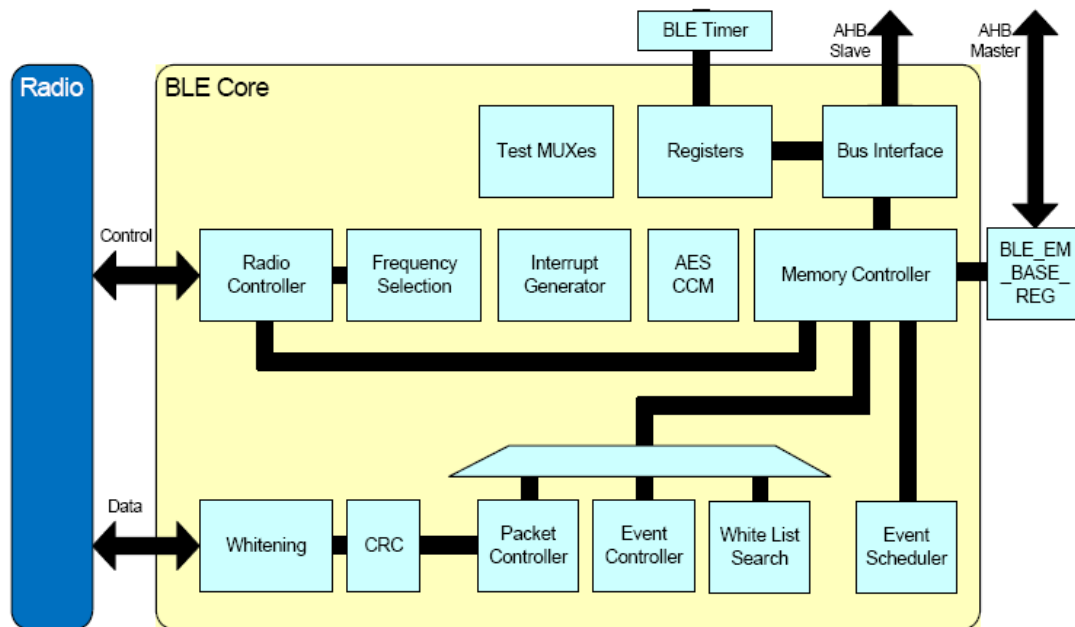 BLE Timer
AHB
Slave
AHB
Master
Radio
BLE Core
Test MUXes
Registers
Bus Interface
Control
Radio
Controller
Frequency
Selection
Interrupt
Generator
AES
CCM
Memory Controller
BLE_EM
_BASE_
REG
Data
Whitening
CRC
Packet
Controller
Event
Controller
White List
Search
Event
Scheduler